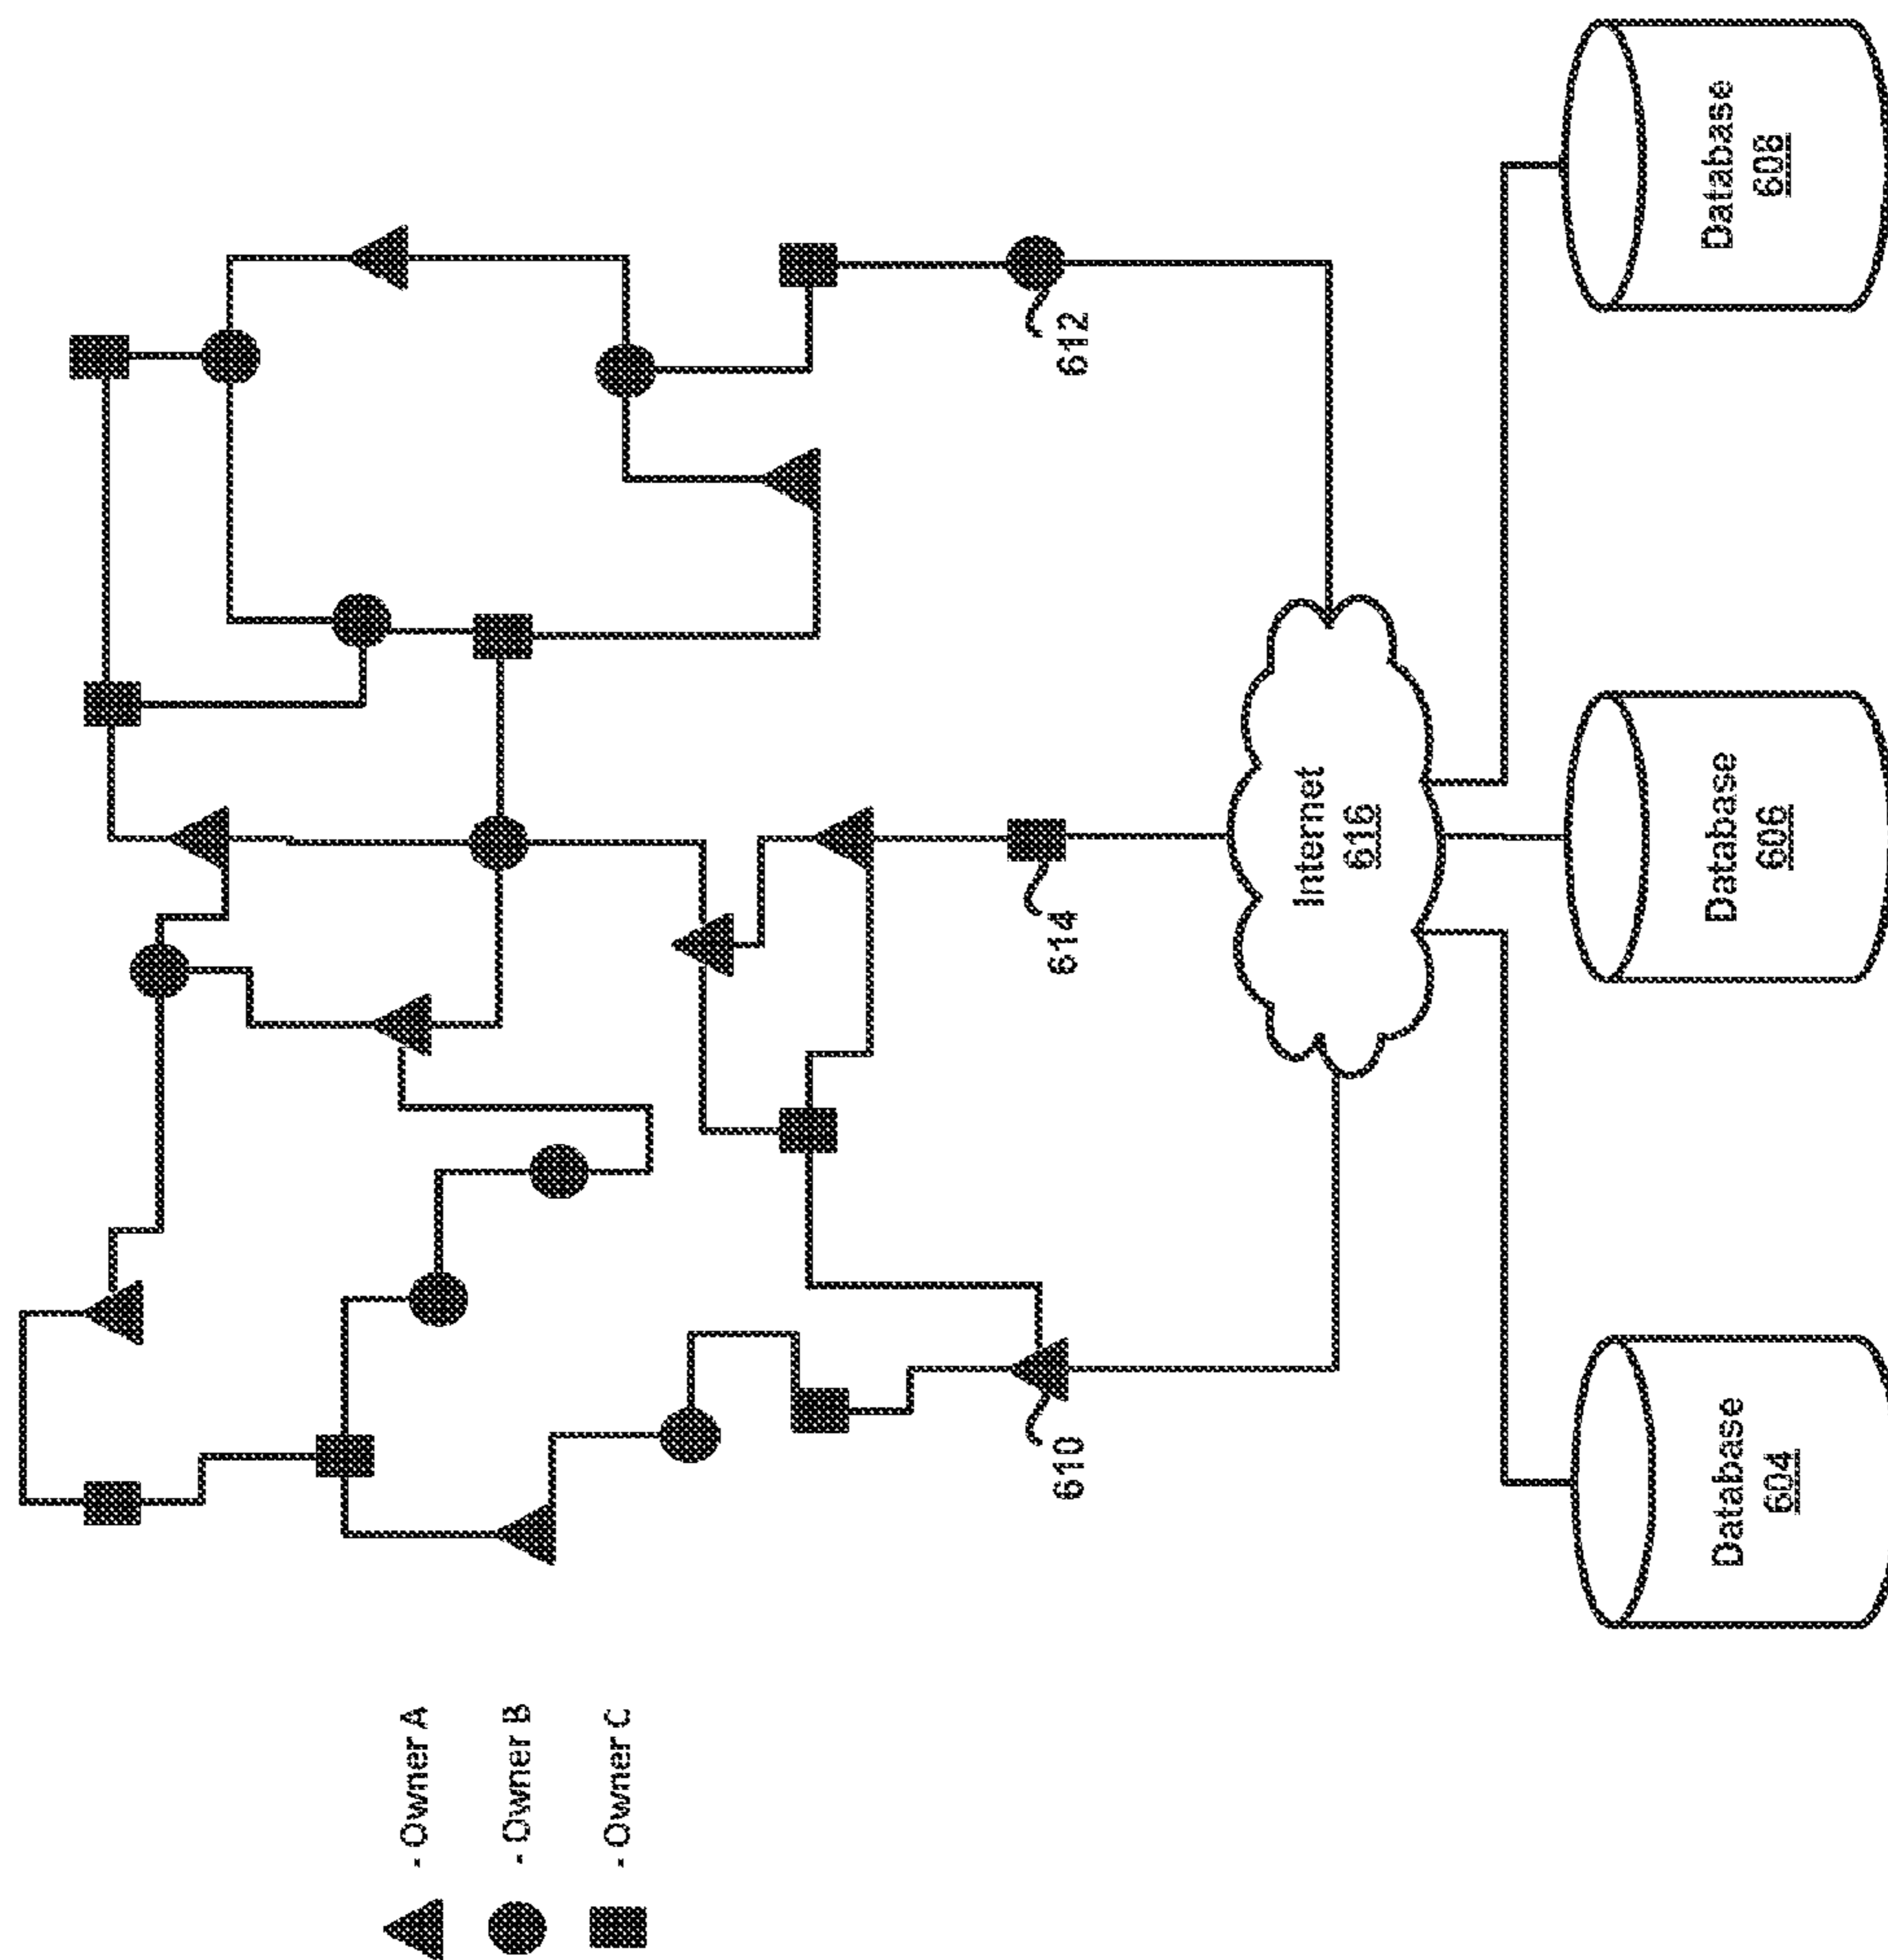 - Owner A
- Owner B
- Owner C
610
614
612
Internet
616
Database
604
Database
606
Database
608